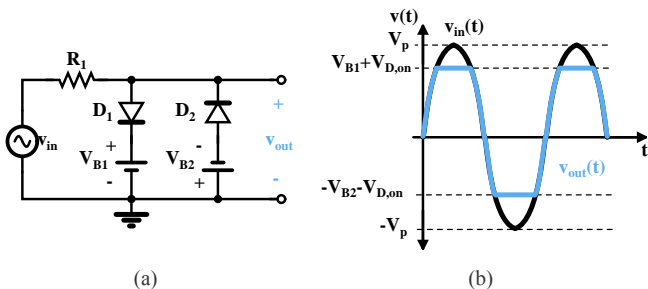 R1
D1
D2
vin
+
VB1
-
-
VB2
+
+
vout
-
(a)
v(t)
vin(t)
Vp
VB1+VD,on
t
vout(t)
-VB2-VD,on
-Vp
(b)